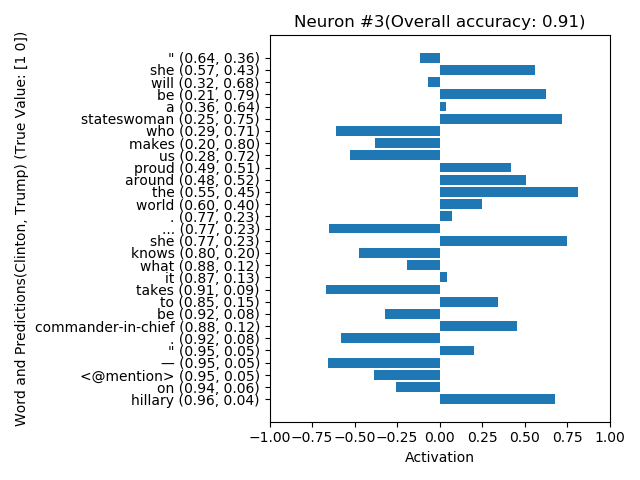 Neuron #3(Overall accuracy: 0.91)
Word and Predictions(Clinton, Trump) (True Value: [1 0])
" (0.64, 0.36)
she (0.57, 0.43)
will (0.32, 0.68)
be (0.21, 0.79)
a (0.36, 0.64)
stateswoman (0.25, 0.75)
who (0.29, 0.71)
makes (0.20, 0.80)
us (0.28, 0.72)
proud (0.49, 0.51)
around (0.48, 0.52)
the (0.55, 0.45)
world (0.60, 0.40)
. (0.77, 0.23)
... (0.77, 0.23)
she (0.77, 0.23)
knows (0.80, 0.20)
what (0.88, 0.12)
it (0.87, 0.13)
takes (0.91, 0.09)
to (0.85, 0.15)
be (0.92, 0.08)
commander-in-chief (0.88, 0.12)
. (0.92, 0.08)
" (0.95, 0.05)
— (0.95, 0.05)
<@mention> (0.95, 0.05)
on (0.94, 0.06)
hillary (0.96, 0.04)
−1.00 −0.75 −0.50 −0.25 0.00 0.25 0.50 0.75 1.00
Activation